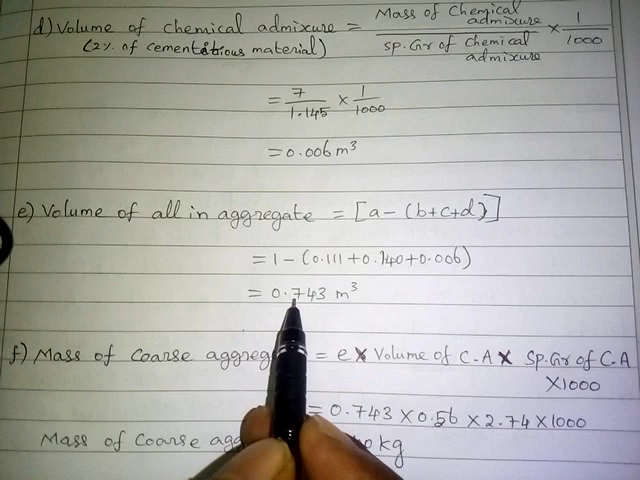 d) Volume of chemical admixure = Mass of Chemical admixure / Sp.Gr of Chemical admixure × 1/1000
(2% of cementitious material)
= 7/1.145 × 1/1000
= 0.006 m³
e) Volume of all in aggregate = [a - (b+c+d)]
= 1 - (0.111 + 0.140 + 0.006)
= 0.743 m³
f) Mass of Coarse = e × Volume of C.A × Sp.Gr of C.A
×1000
= 0.743 × 0.56 × 2.74 × 1000
Mass of Coarse kg